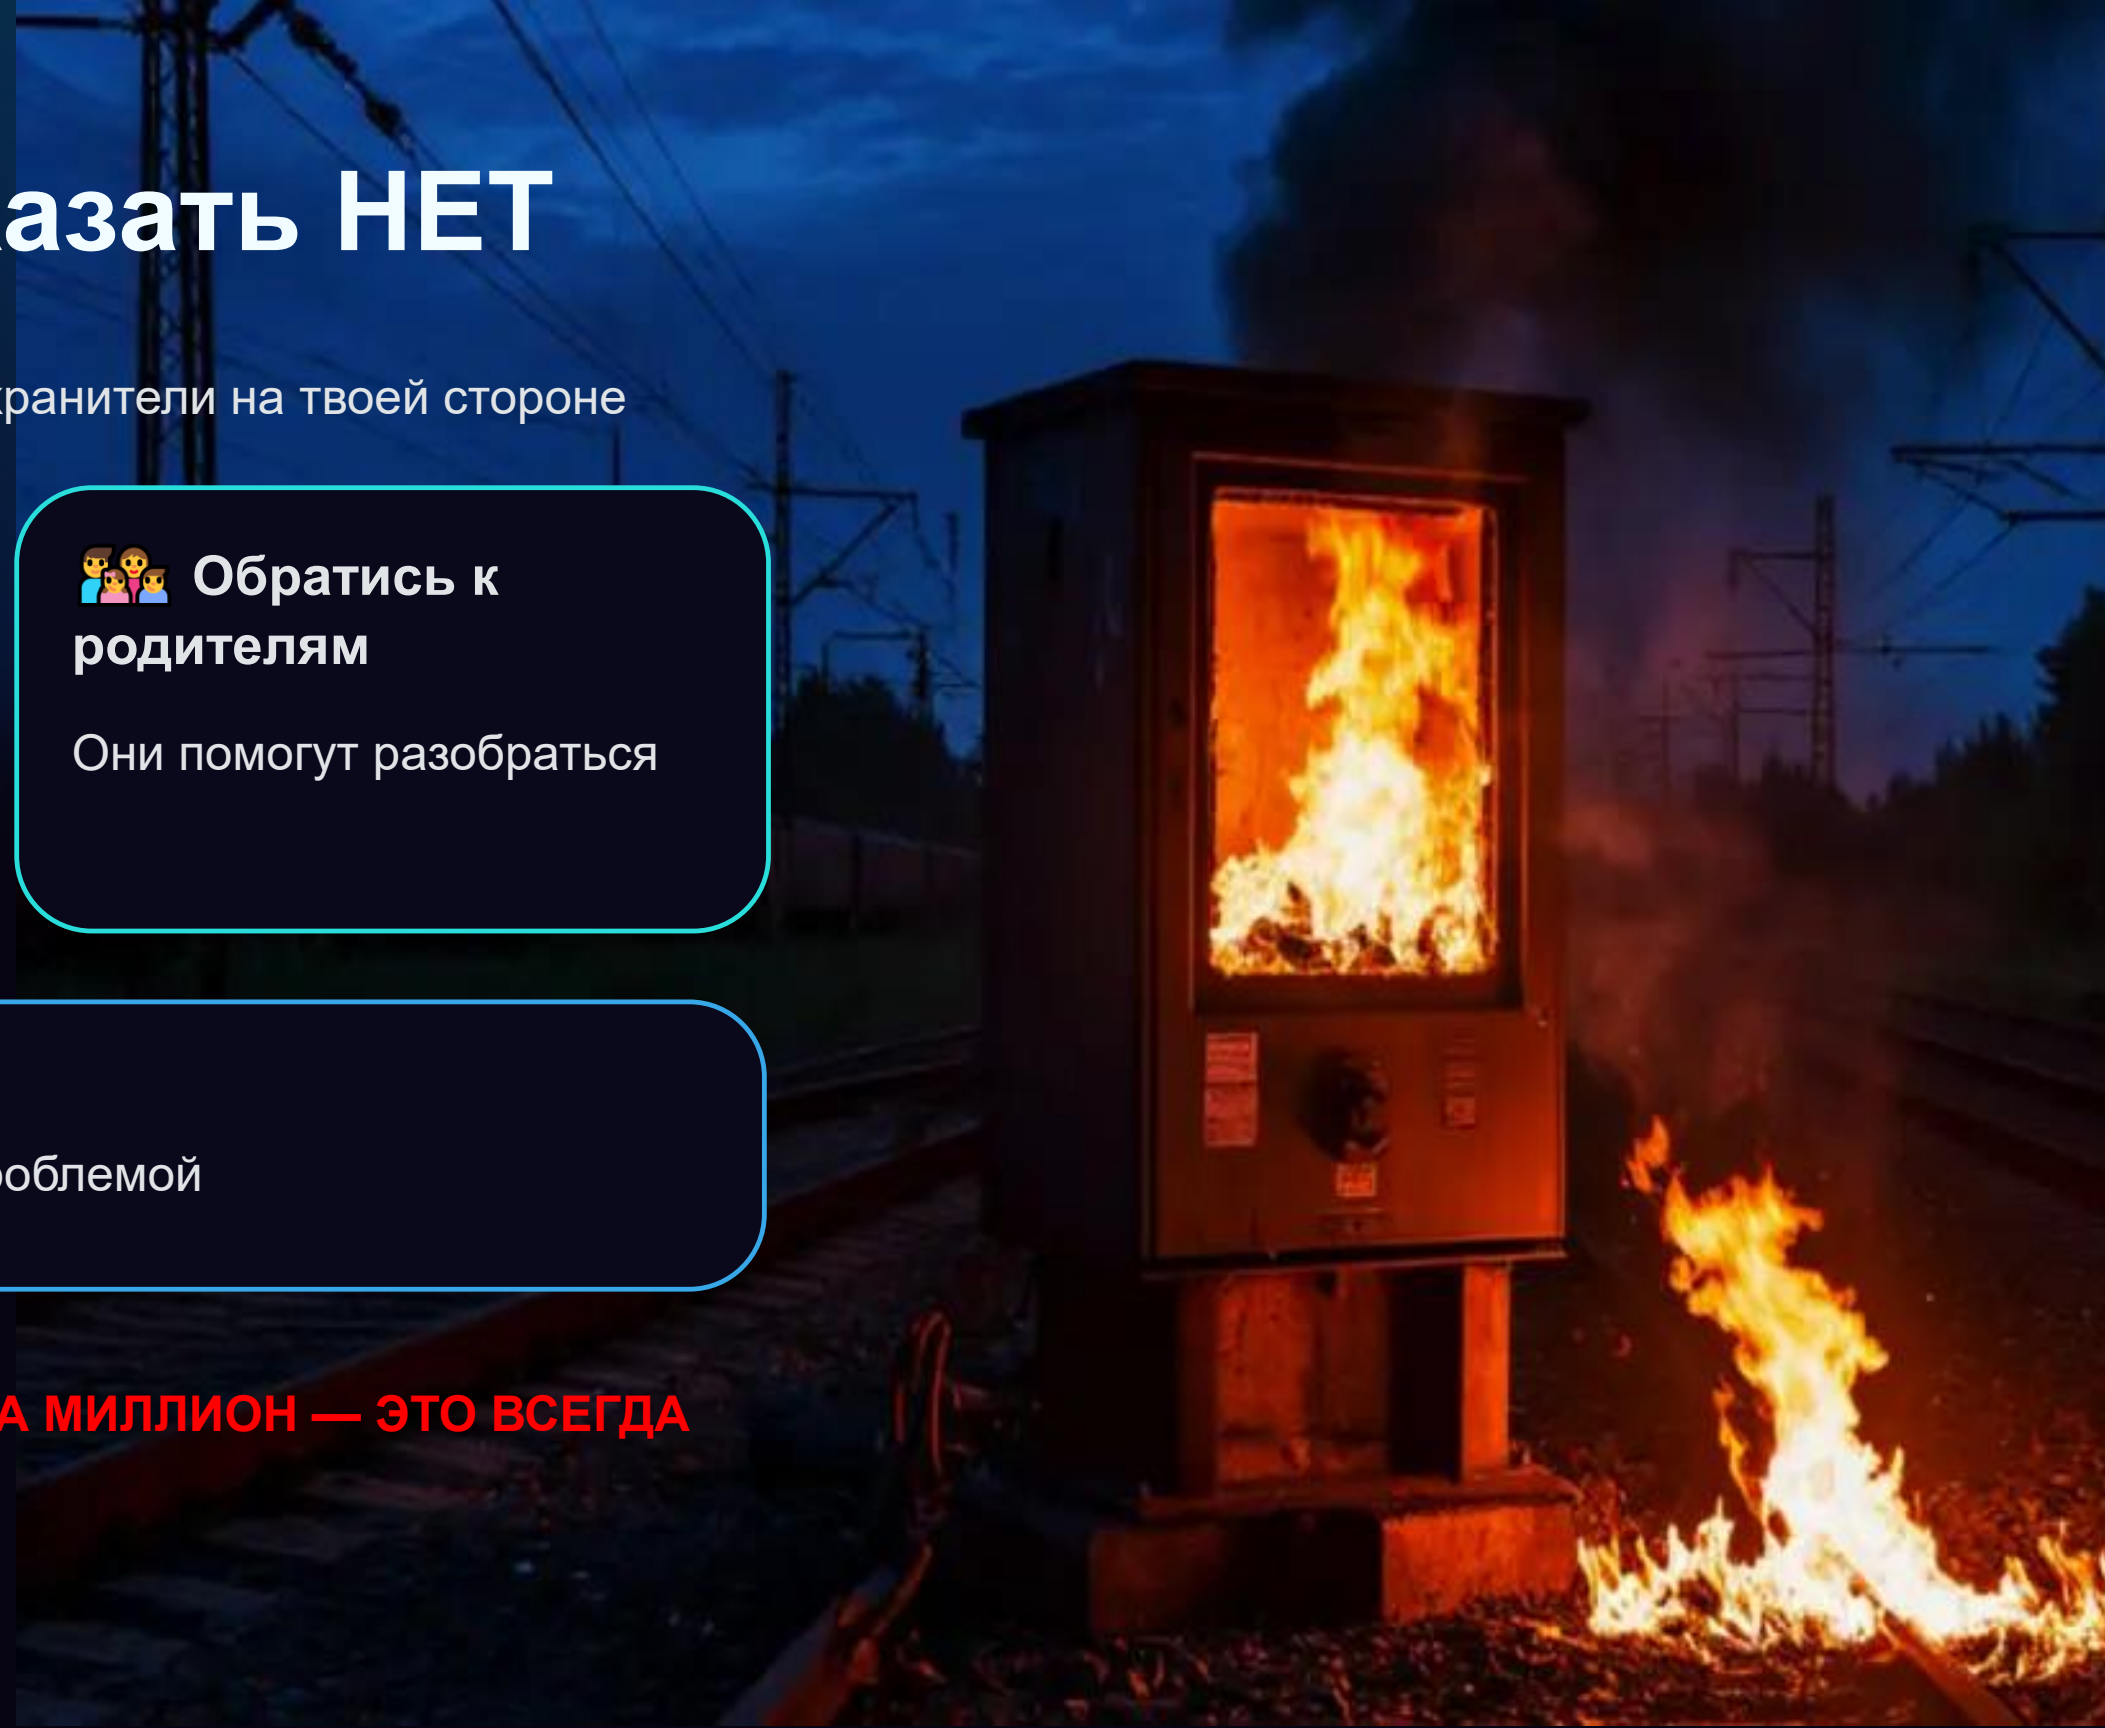 азать НЕТ
хранители на твоей стороне
👨‍👩‍👧‍👦 Обратись к
родителям
Они помогут разобраться
облемой
А МИЛЛИОН — ЭТО ВСЕГДА